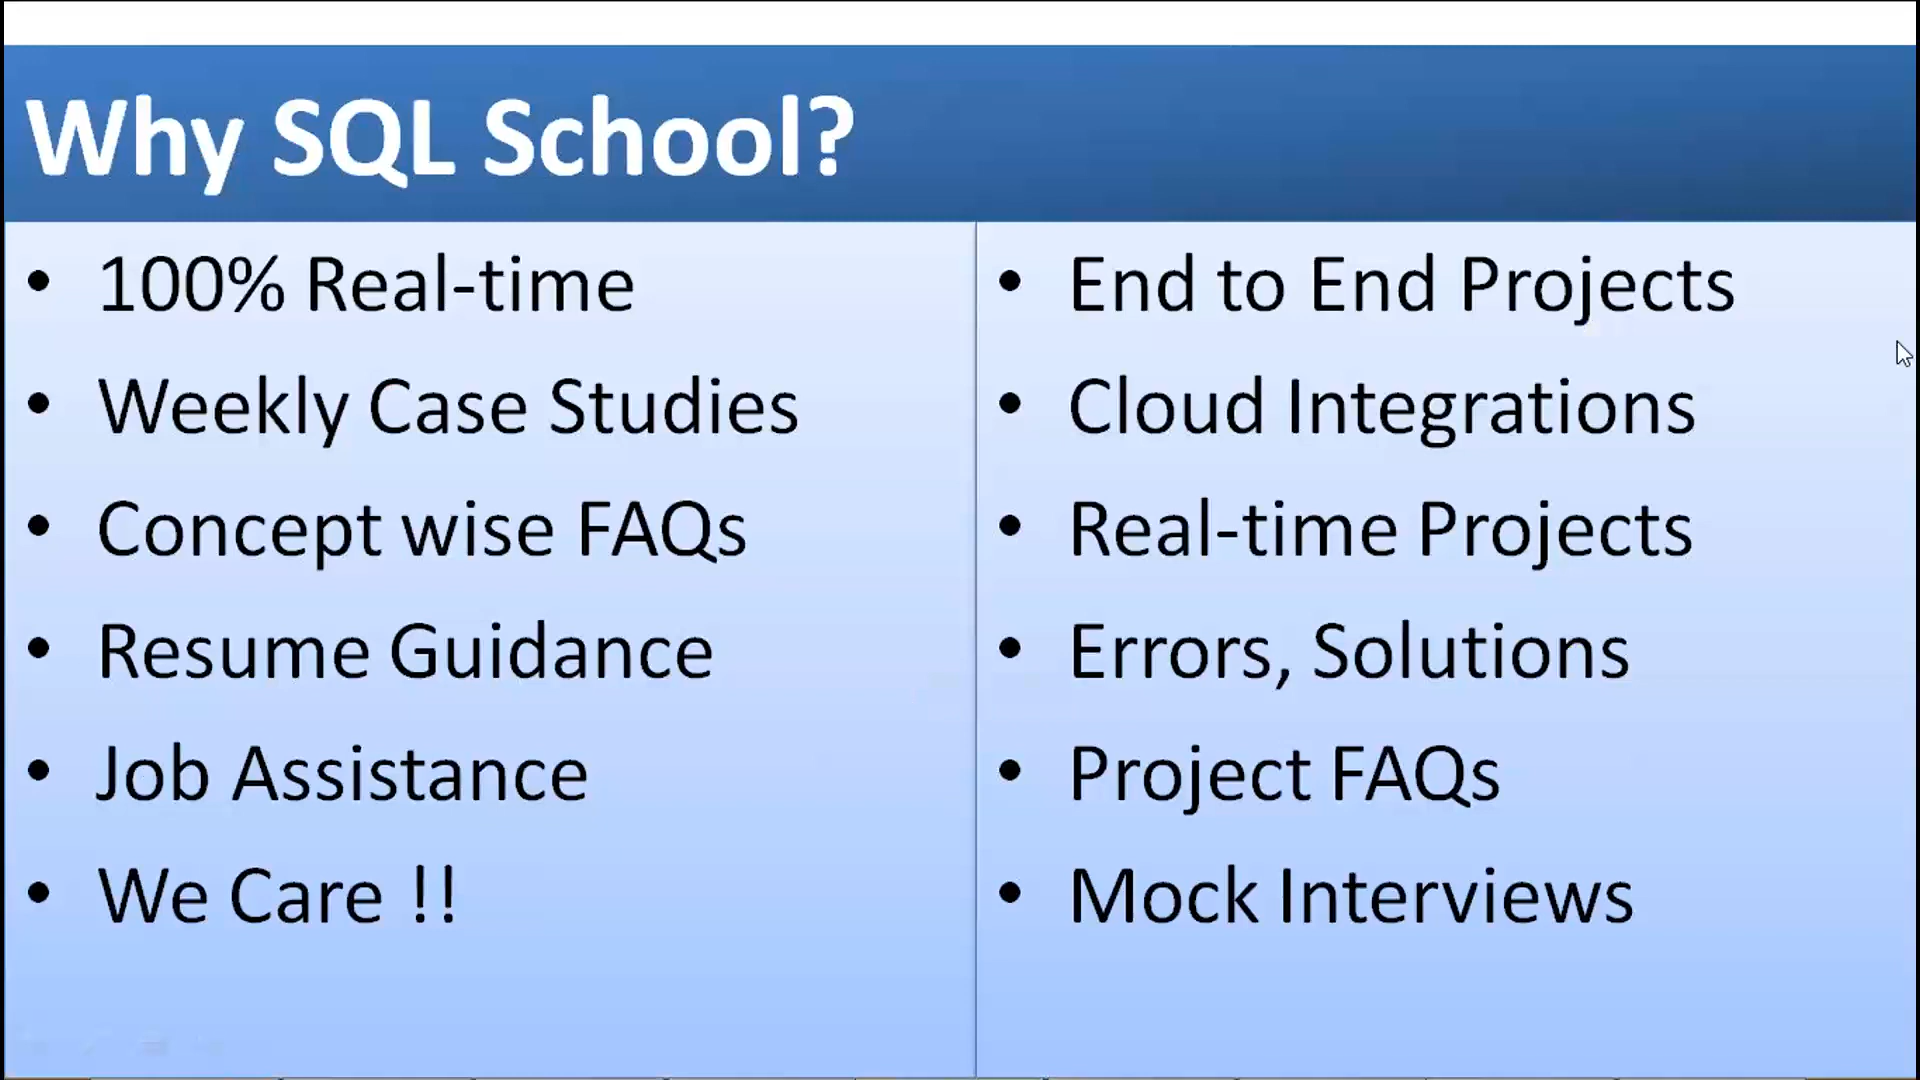 Why SQL School?
• 100% Real-time
• Weekly Case Studies
• Concept wise FAQs
• Resume Guidance
• Job Assistance
• We Care !!
• End to End Projects
• Cloud Integrations
• Real-time Projects
• Errors, Solutions
• Project FAQs
• Mock Interviews